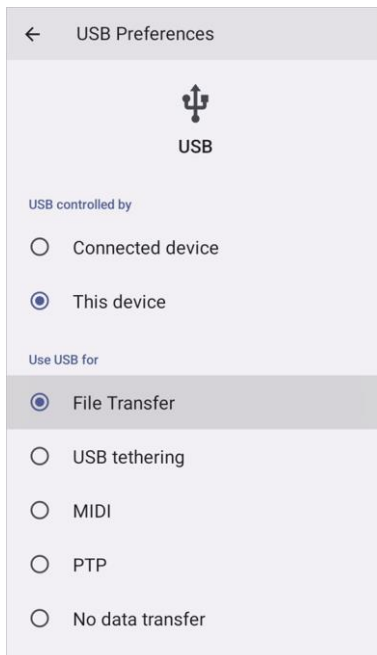 USB Preferences
USB
USB controlled by
Connected device
This device
Use USB for
File Transfer
USB tethering
MIDI
PTP
No data transfer